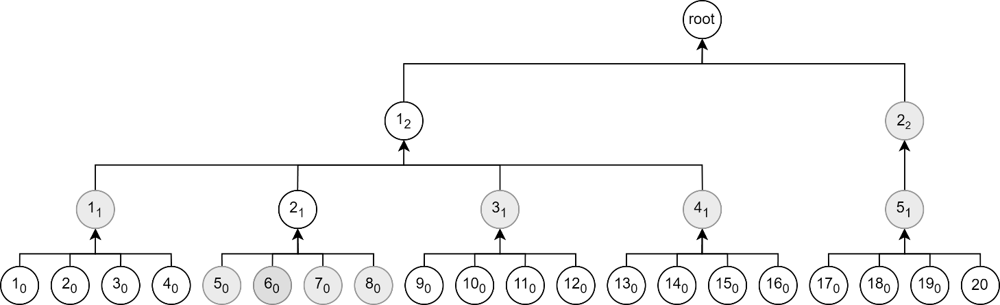 root
1₂ 2₂
1₁ 2₁ 3₁ 4₁ 5₁
1₀ 2₀ 3₀ 4₀ 5₀ 6₀ 7₀ 8₀ 9₀ 10₀ 11₀ 12₀ 13₀ 14₀ 15₀ 16₀ 17₀ 18₀ 19₀ 20